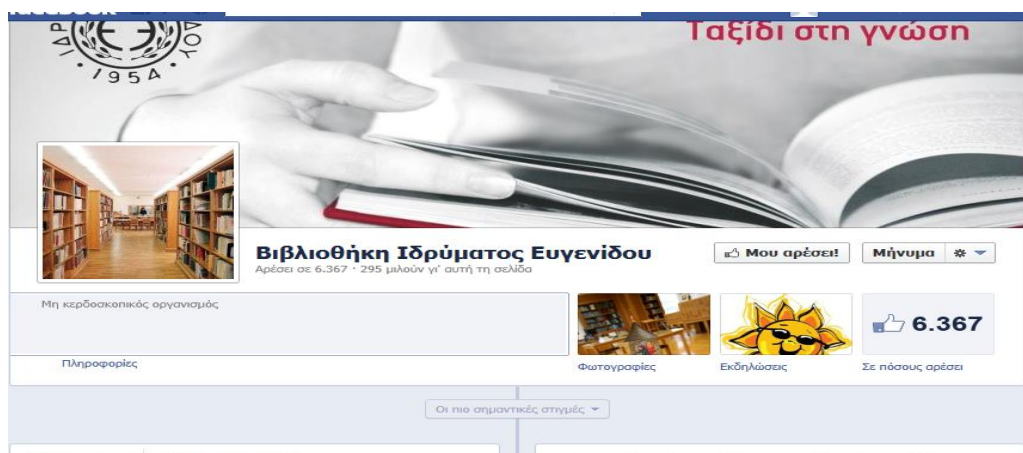 Ταξίδι στη γνώση
ΔΟΥ
· 1954 ·
Βιβλιοθήκη Ιδρύματος Ευγενίδου
Αρέσει σε 6.367 · 295 μιλούν γι' αυτή τη σελίδα
Μου αρέσει!
Μήνυμα
Μη κερδοσκοπικός οργανισμός
6.367
Πληροφορίες
Φωτογραφίες
Εκδηλώσεις
Σε πόσους αρέσει
Οι πιο σημαντικές στιγμές